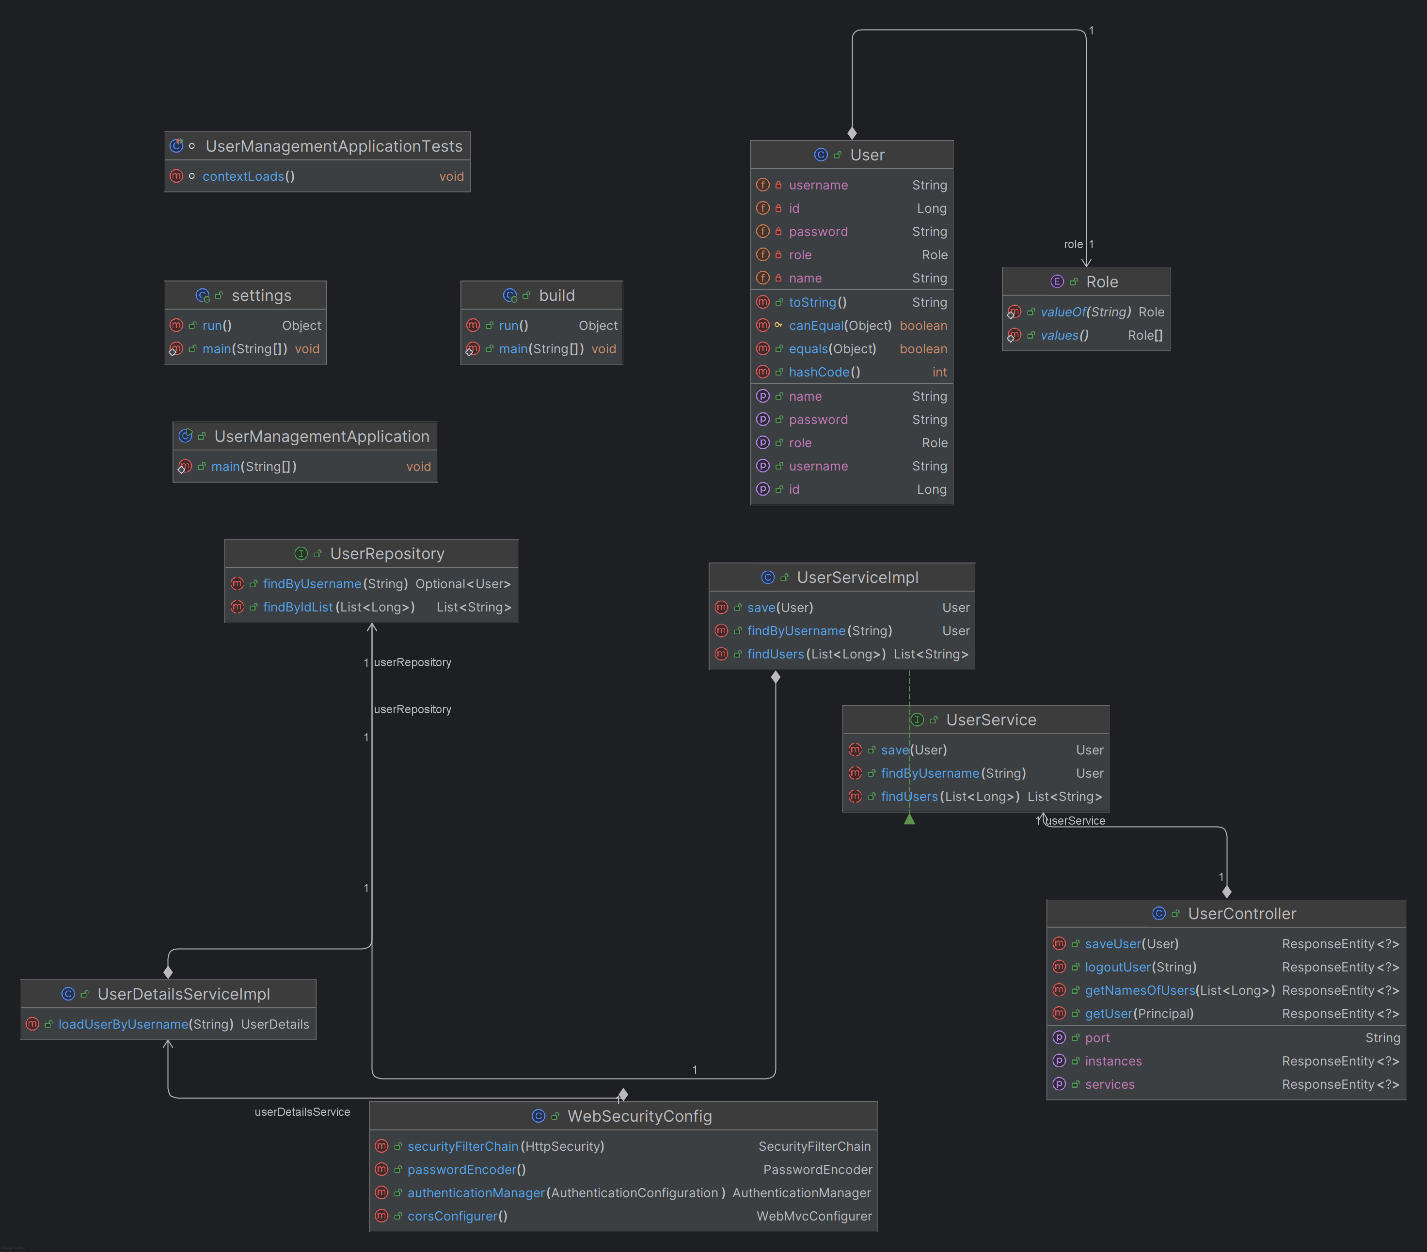 1
UserManagementApplicationTests
contextLoads() void
User
username String
id Long
password String
role Role
name String
toString() String
canEqual(Object) boolean
equals(Object) boolean
hashCode() int
name String
password String
role Role
username String
id Long
role 1
Role
valueOf(String) Role
values() Role[]
settings
run() Object
main(String[]) void
build
run() Object
main(String[]) void
UserManagementApplication
main(String[]) void
UserRepository
findByUsername(String) Optional<User>
findByIdList(List<Long>) List<String>
1 userRepository
userRepository
1
1
UserServiceImpl
save(User) User
findByUsername(String) User
findUsers(List<Long>) List<String>
UserService
save(User) User
findByUsername(String) User
findUsers(List<Long>) List<String>
1 userService
1
UserController
saveUser(User) ResponseEntity<?>
logoutUser(String) ResponseEntity<?>
getNamesOfUsers(List<Long>) ResponseEntity<?>
getUser(Principal) ResponseEntity<?>
port String
instances ResponseEntity<?>
services ResponseEntity<?>
UserDetailsServiceImpl
loadUserByUsername(String) UserDetails
1
userDetailsService
1
WebSecurityConfig
securityFilterChain(HttpSecurity) SecurityFilterChain
passwordEncoder() PasswordEncoder
authenticationManager(AuthenticationConfiguration) AuthenticationManager
corsConfigurer() WebMvcConfigurer